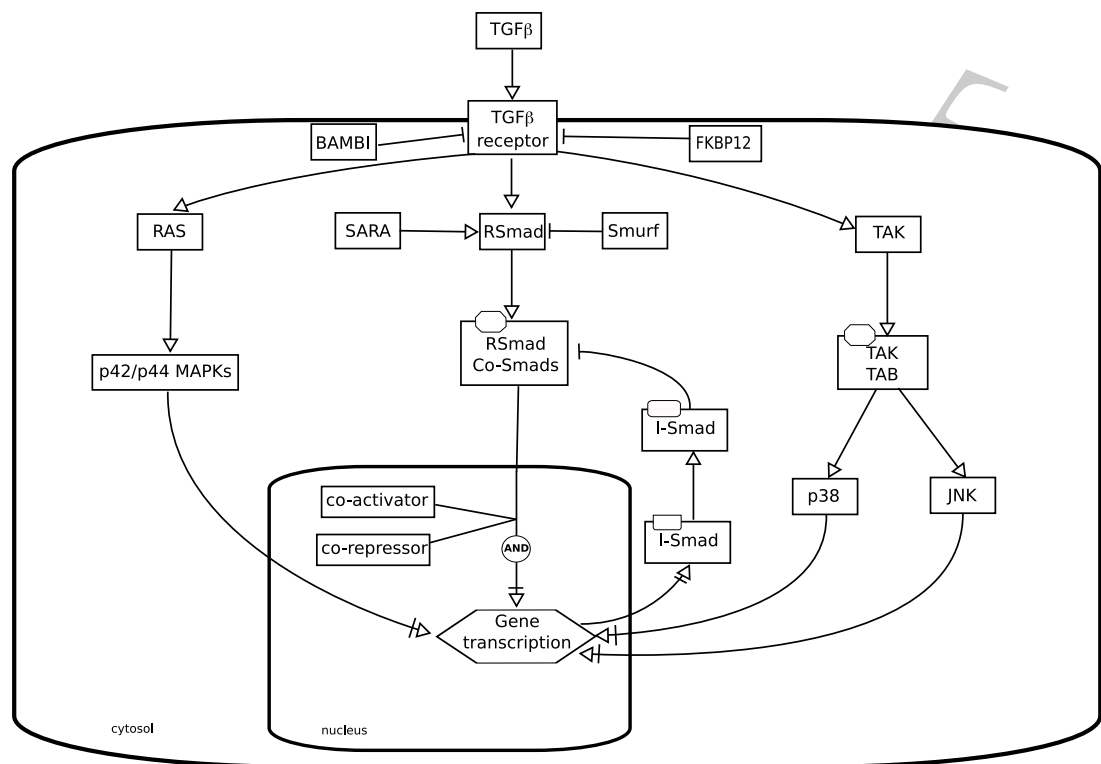 TGFβ
TGFβ
receptor
BAMBI
FKBP12
RAS
SARA
RSmad
Smurf
TAK
p42/p44 MAPKs
RSmad
Co-Smads
TAK
TAB
I-Smad
co-activator
p38
JNK
co-repressor
AND
I-Smad
Gene
transcription
cytosol
nucleus